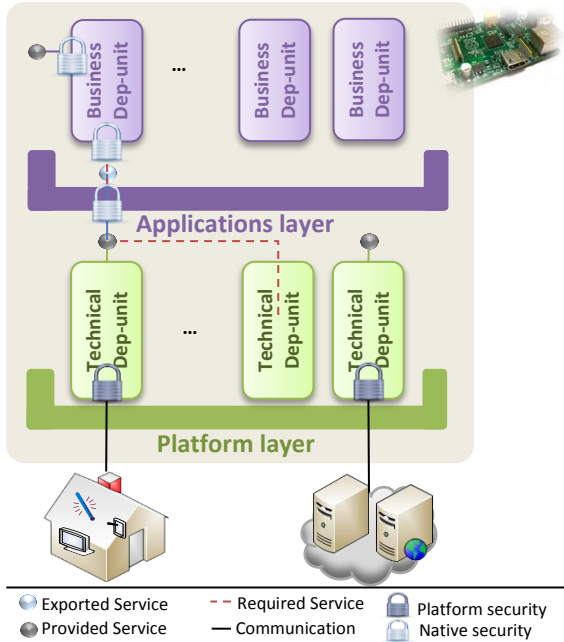 Business
Dep-unit
...
Business
Dep-unit
Business
Dep-unit
Applications layer
Technical
Dep-unit
...
Technical
Dep-unit
Technical
Dep-unit
Platform layer
Exported Service
Required Service
Platform security
Provided Service
Communication
Native security